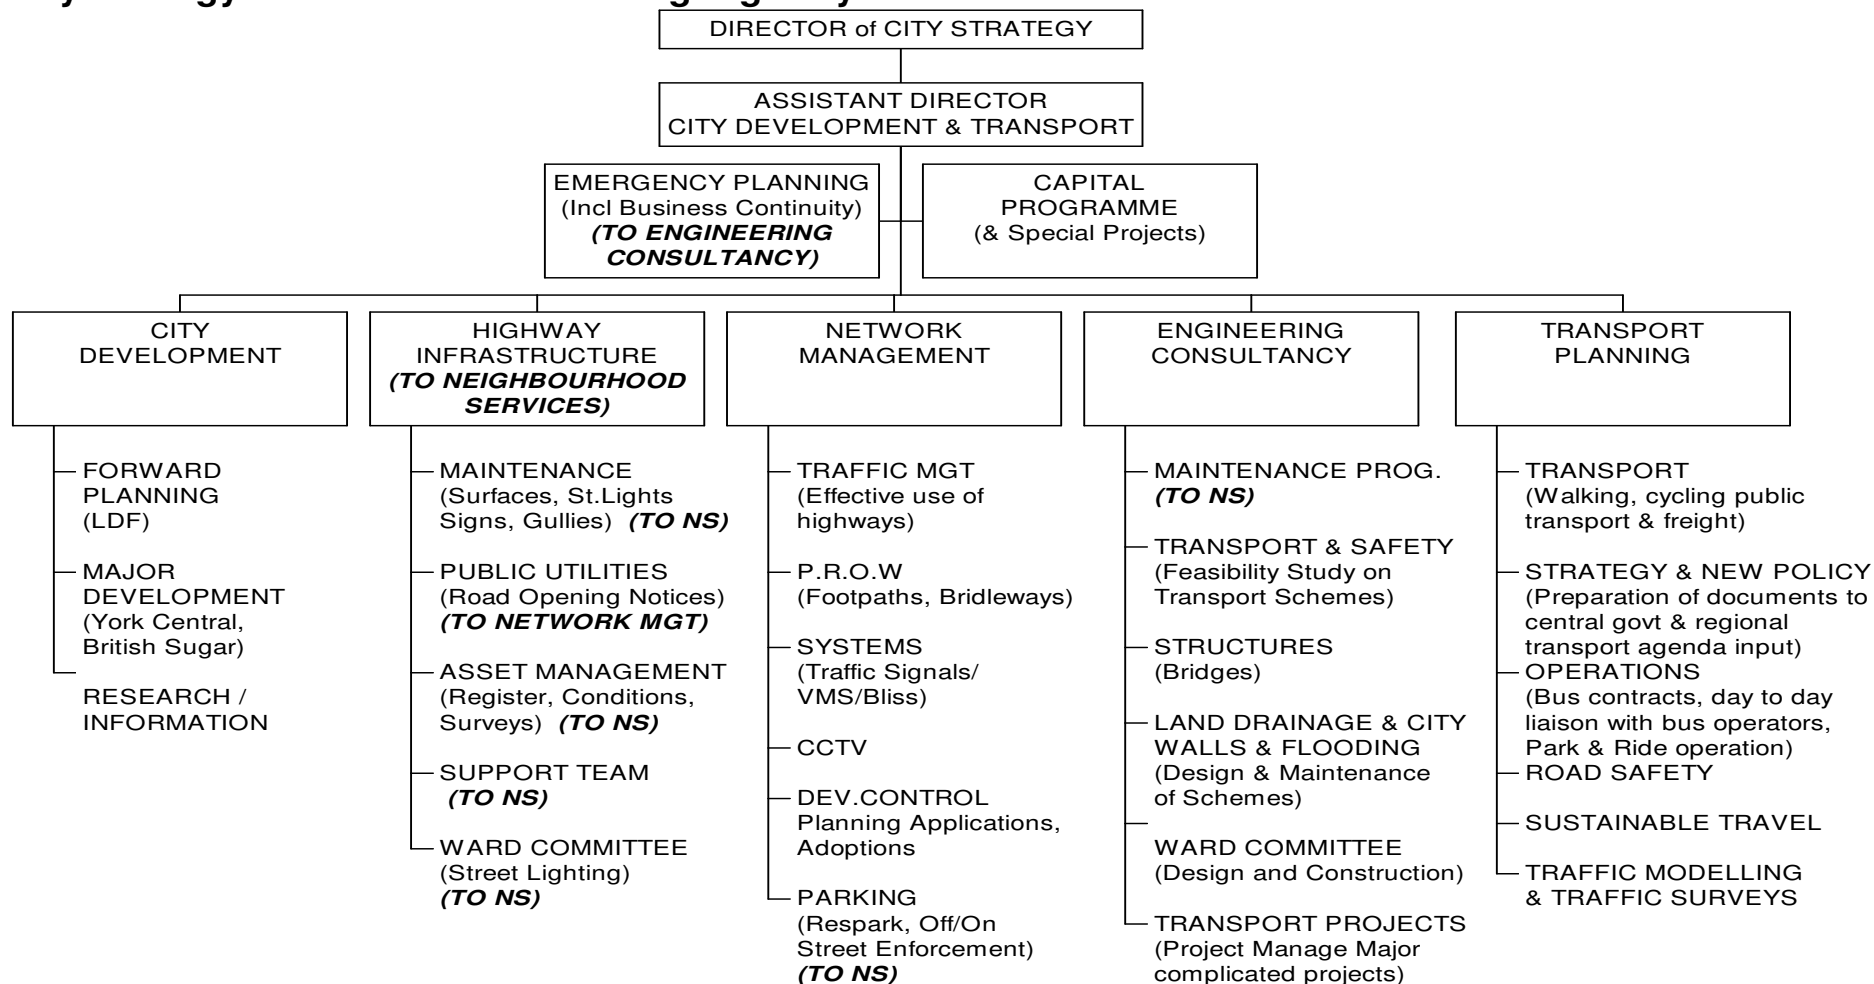 DIRECTOR of CITY STRATEGY
ASSISTANT DIRECTOR
CITY DEVELOPMENT & TRANSPORT
EMERGENCY PLANNING
(Incl Business Continuity)
(TO ENGINEERING
CONSULTANCY)
CAPITAL
PROGRAMME
(& Special Projects)
CITY
DEVELOPMENT
FORWARD
PLANNING
(LDF)
MAJOR
DEVELOPMENT
(York Central,
British Sugar)
RESEARCH /
INFORMATION
HIGHWAY
INFRASTRUCTURE
(TO NEIGHBOURHOOD
SERVICES)
MAINTENANCE
(Surfaces, St.Lights
Signs, Gullies) (TO NS)
PUBLIC UTILITIES
(Road Opening Notices)
(TO NETWORK MGT)
ASSET MANAGEMENT
(Register, Conditions,
Surveys) (TO NS)
SUPPORT TEAM
(TO NS)
WARD COMMITTEE
(Street Lighting)
(TO NS)
NETWORK
MANAGEMENT
TRAFFIC MGT
(Effective use of
highways)
P.R.O.W
(Footpaths, Bridleways)
SYSTEMS
(Traffic Signals/
VMS/Bliss)
CCTV
DEV.CONTROL
Planning Applications,
Adoptions
PARKING
(Respark, Off/On
Street Enforcement)
(TO NS)
ENGINEERING
CONSULTANCY
MAINTENANCE PROG.
(TO NS)
TRANSPORT & SAFETY
(Feasibility Study on
Transport Schemes)
STRUCTURES
(Bridges)
LAND DRAINAGE & CITY
WALLS & FLOODING
(Design & Maintenance
of Schemes)
WARD COMMITTEE
(Design and Construction)
TRANSPORT PROJECTS
(Project Manage Major
complicated projects)
TRANSPORT
PLANNING
TRANSPORT
(Walking, cycling public
transport & freight)
STRATEGY & NEW POLICY
(Preparation of documents to
central govt & regional
transport agenda input)
OPERATIONS
(Bus contracts, day to day
liaison with bus operators,
Park & Ride operation)
ROAD SAFETY
SUSTAINABLE TRAVEL
TRAFFIC MODELLING
& TRAFFIC SURVEYS